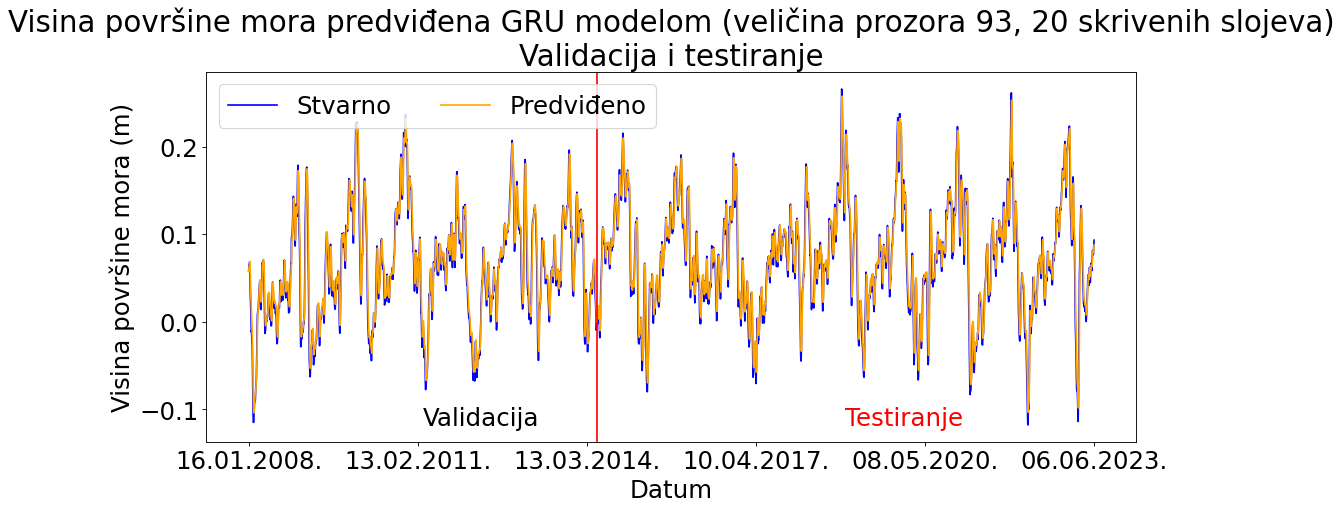 Visina površine mora predviđena GRU modelom (veličina prozora 93, 20 skrivenih slojeva)
Validacija i testiranje
Stvarno
Predviđeno
Visina površine mora (m)
0.2
0.1
0.0
−0.1
Validacija
Testiranje
16.01.2008.
13.02.2011.
13.03.2014.
10.04.2017.
08.05.2020.
06.06.2023.
Datum